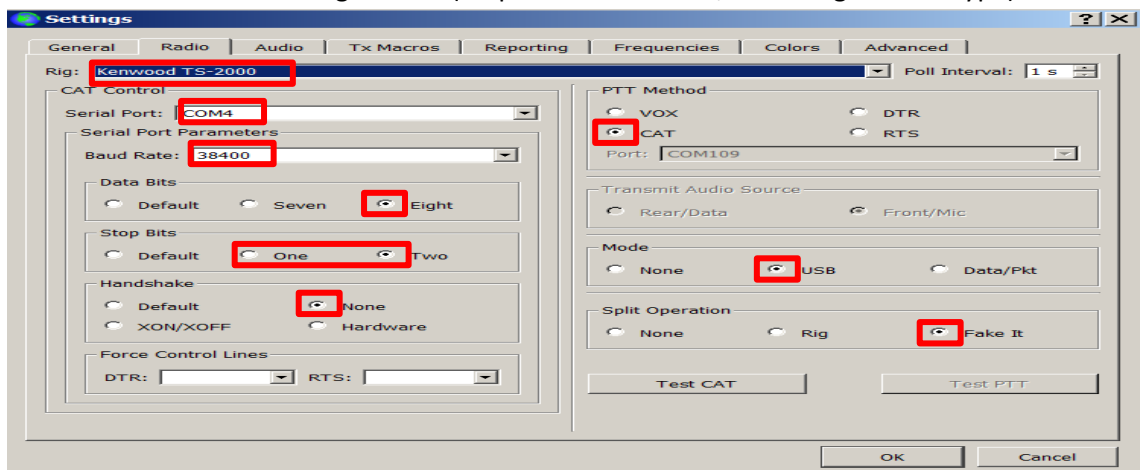 Settings
General Radio Audio Tx Macros Reporting Frequencies Colors Advanced
Rig: Kenwood TS-2000 Poll Interval: 1 s
CAT Control
Serial Port: COM4
Serial Port Parameters
Baud Rate: 38400
Data Bits
Default Seven Eight
Stop Bits
Default One Two
Handshake
Default None
XON/XOFF Hardware
Force Control Lines
DTR: RTS:
PTT Method
VOX DTR
CAT RTS
Port: COM109
Transmit Audio Source
Rear/Data Front/Mic
Mode
None USB Data/Pkt
Split Operation
None Rig Fake It
Test CAT Test PTT
OK Cancel